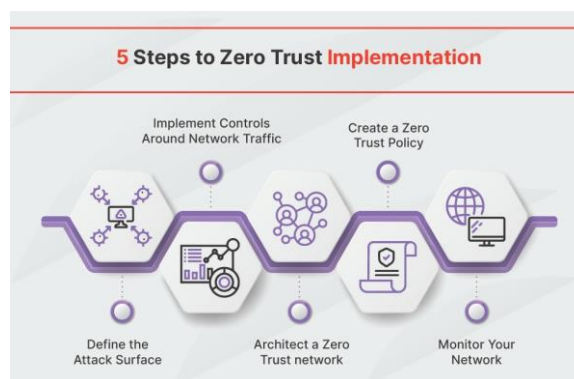 5 Steps to Zero Trust Implementation
Implement Controls
Around Network Traffic
Create a Zero
Trust Policy
Define the
Attack Surface
Architect a Zero
Trust network
Monitor Your
Network